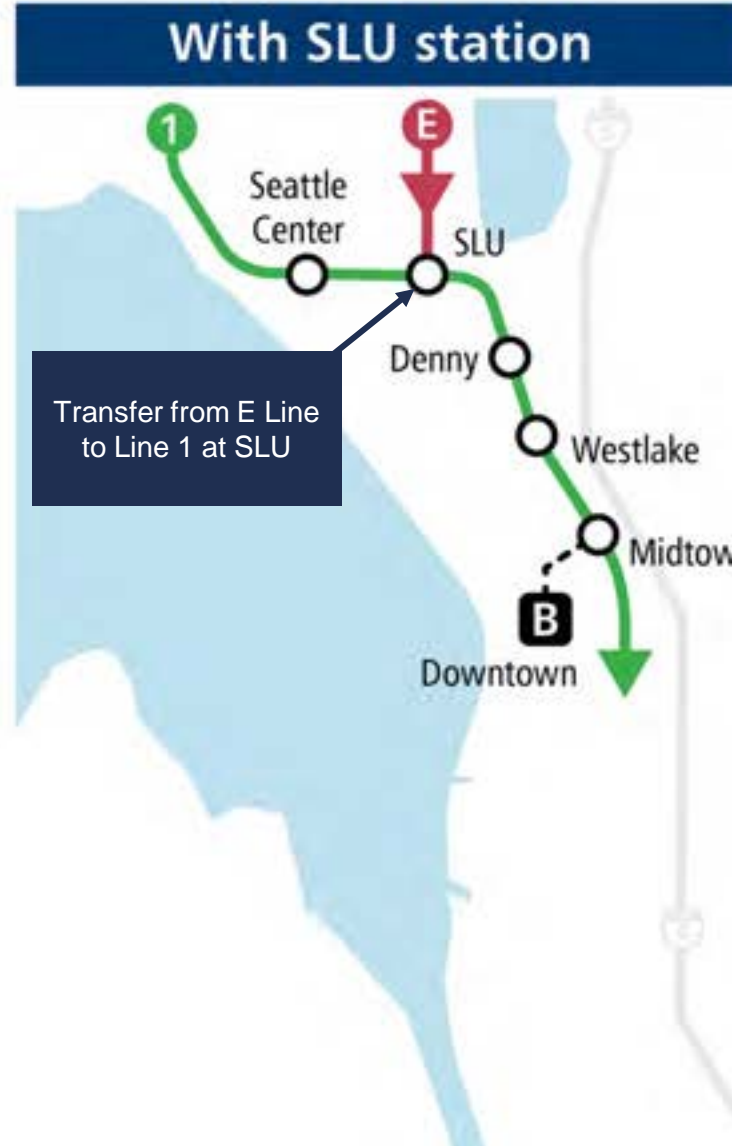 With SLU station
1
E
Seattle
Center
SLU
Denny
Transfer from E Line
to Line 1 at SLU
Westlake
Midtow
B
Downtown